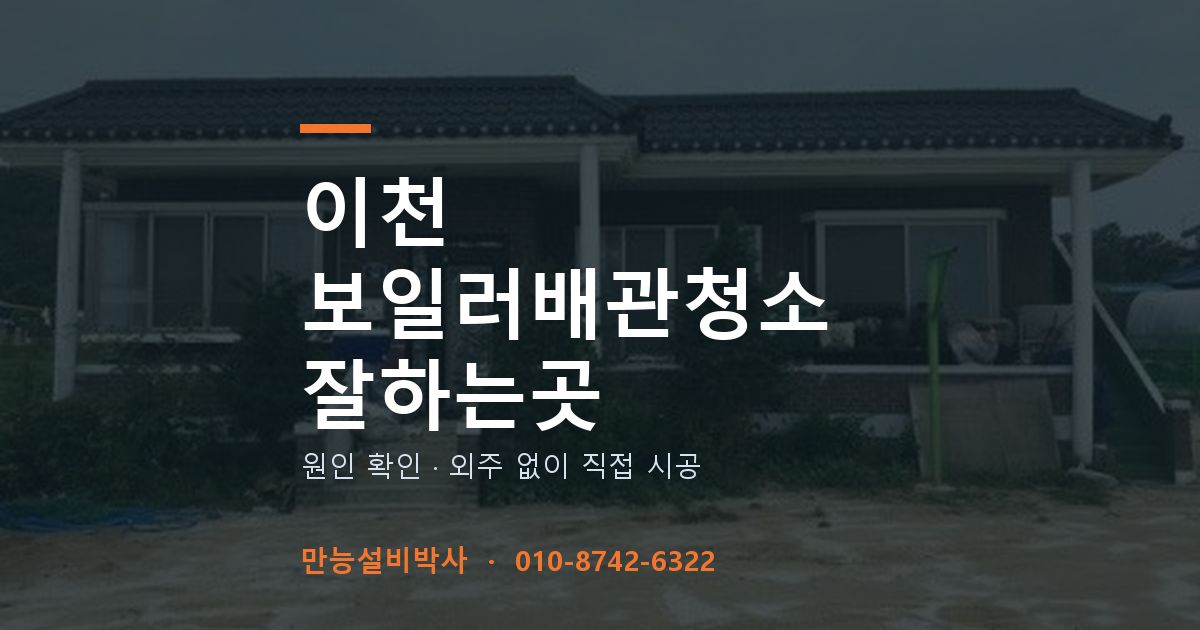 이천
보일러배관청소
잘하는곳
원인 확인 · 외주 없이 직접 시공
만능설비박사 · 010-8742-6322